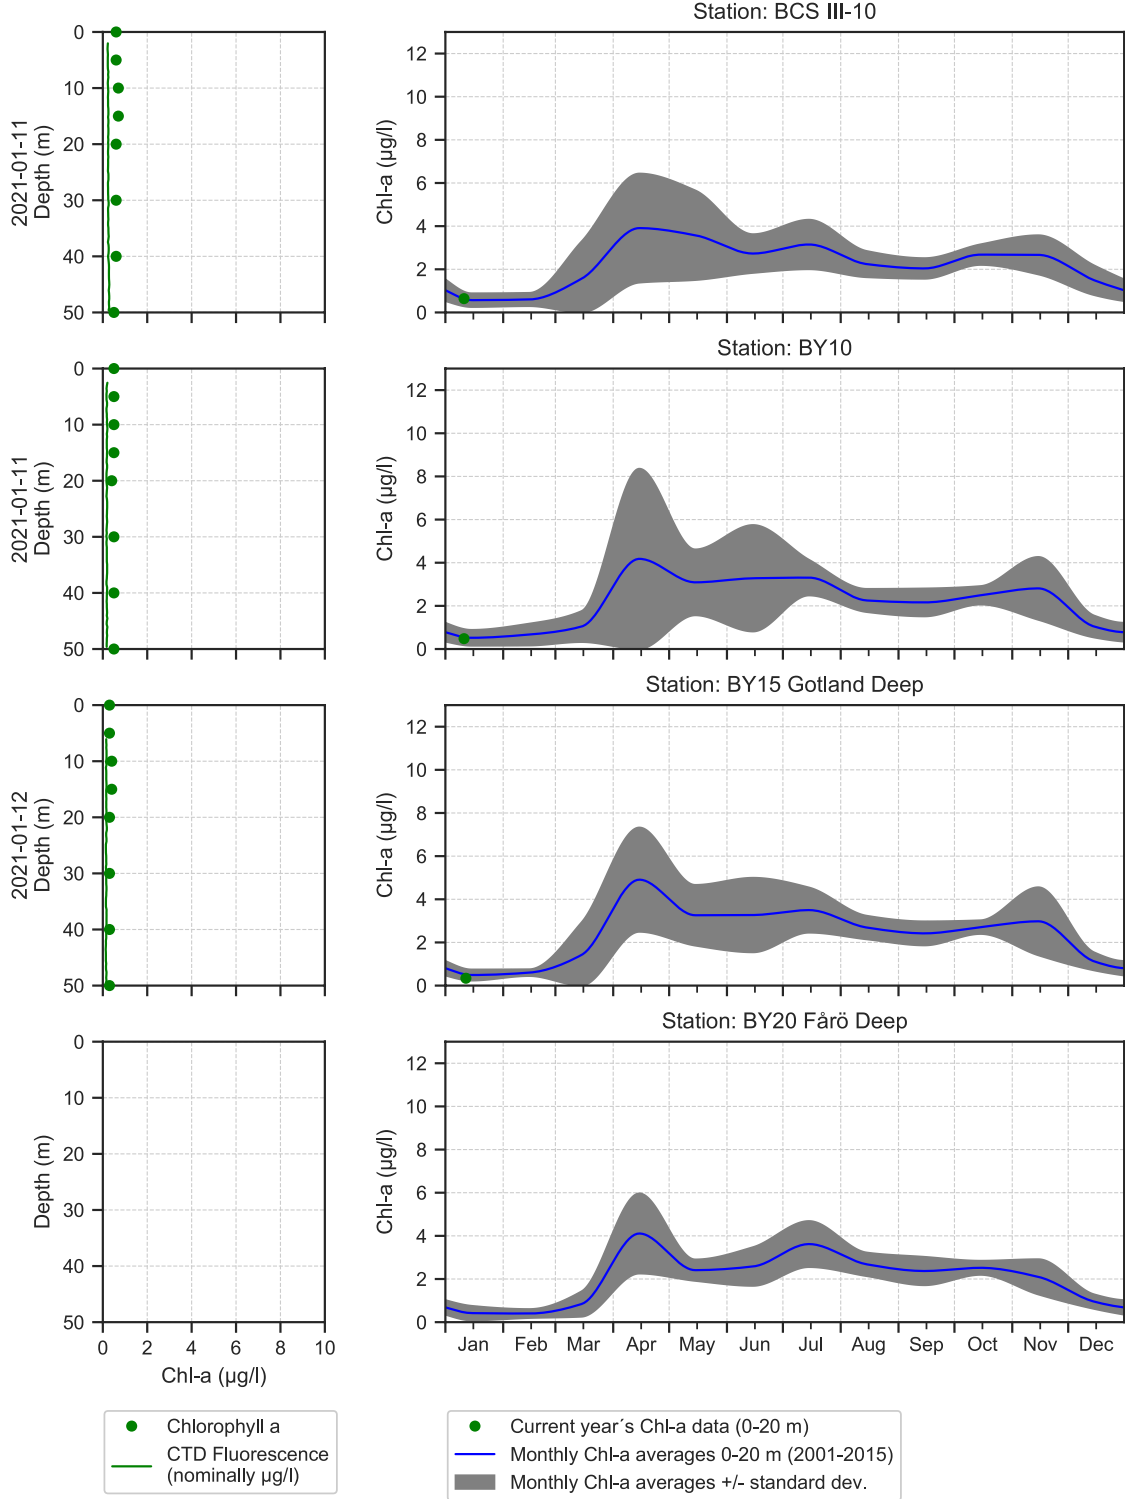 Station: BCS III-10
0
10
20
30
40
50
2021-01-11
Depth (m)
12
10
8
6
4
2
0
Chl-a (µg/l)
Station: BY10
0
10
20
30
40
50
2021-01-11
Depth (m)
12
10
8
6
4
2
0
Chl-a (µg/l)
Station: BY15 Gotland Deep
0
10
20
30
40
50
2021-01-12
Depth (m)
12
10
8
6
4
2
0
Chl-a (µg/l)
Station: BY20 Fårö Deep
0
10
20
30
40
50
Depth (m)
0 2 4 6 8 10
Chl-a (µg/l)
12
10
8
6
4
2
0
Chl-a (µg/l)
Jan Feb Mar Apr May Jun Jul Aug Sep Oct Nov Dec
Chlorophyll a
CTD Fluorescence
(nominally µg/l)
Current year´s Chl-a data (0-20 m)
Monthly Chl-a averages 0-20 m (2001-2015)
Monthly Chl-a averages +/- standard dev.